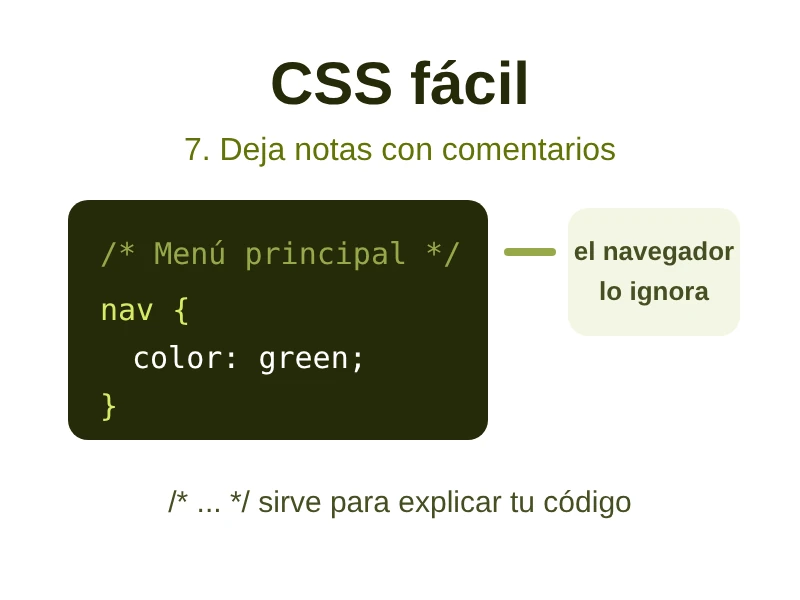 CSS fácil
7. Deja notas con comentarios
/* Menú principal */
nav {
color: green;
}
el navegador
lo ignora
/* ... */ sirve para explicar tu código